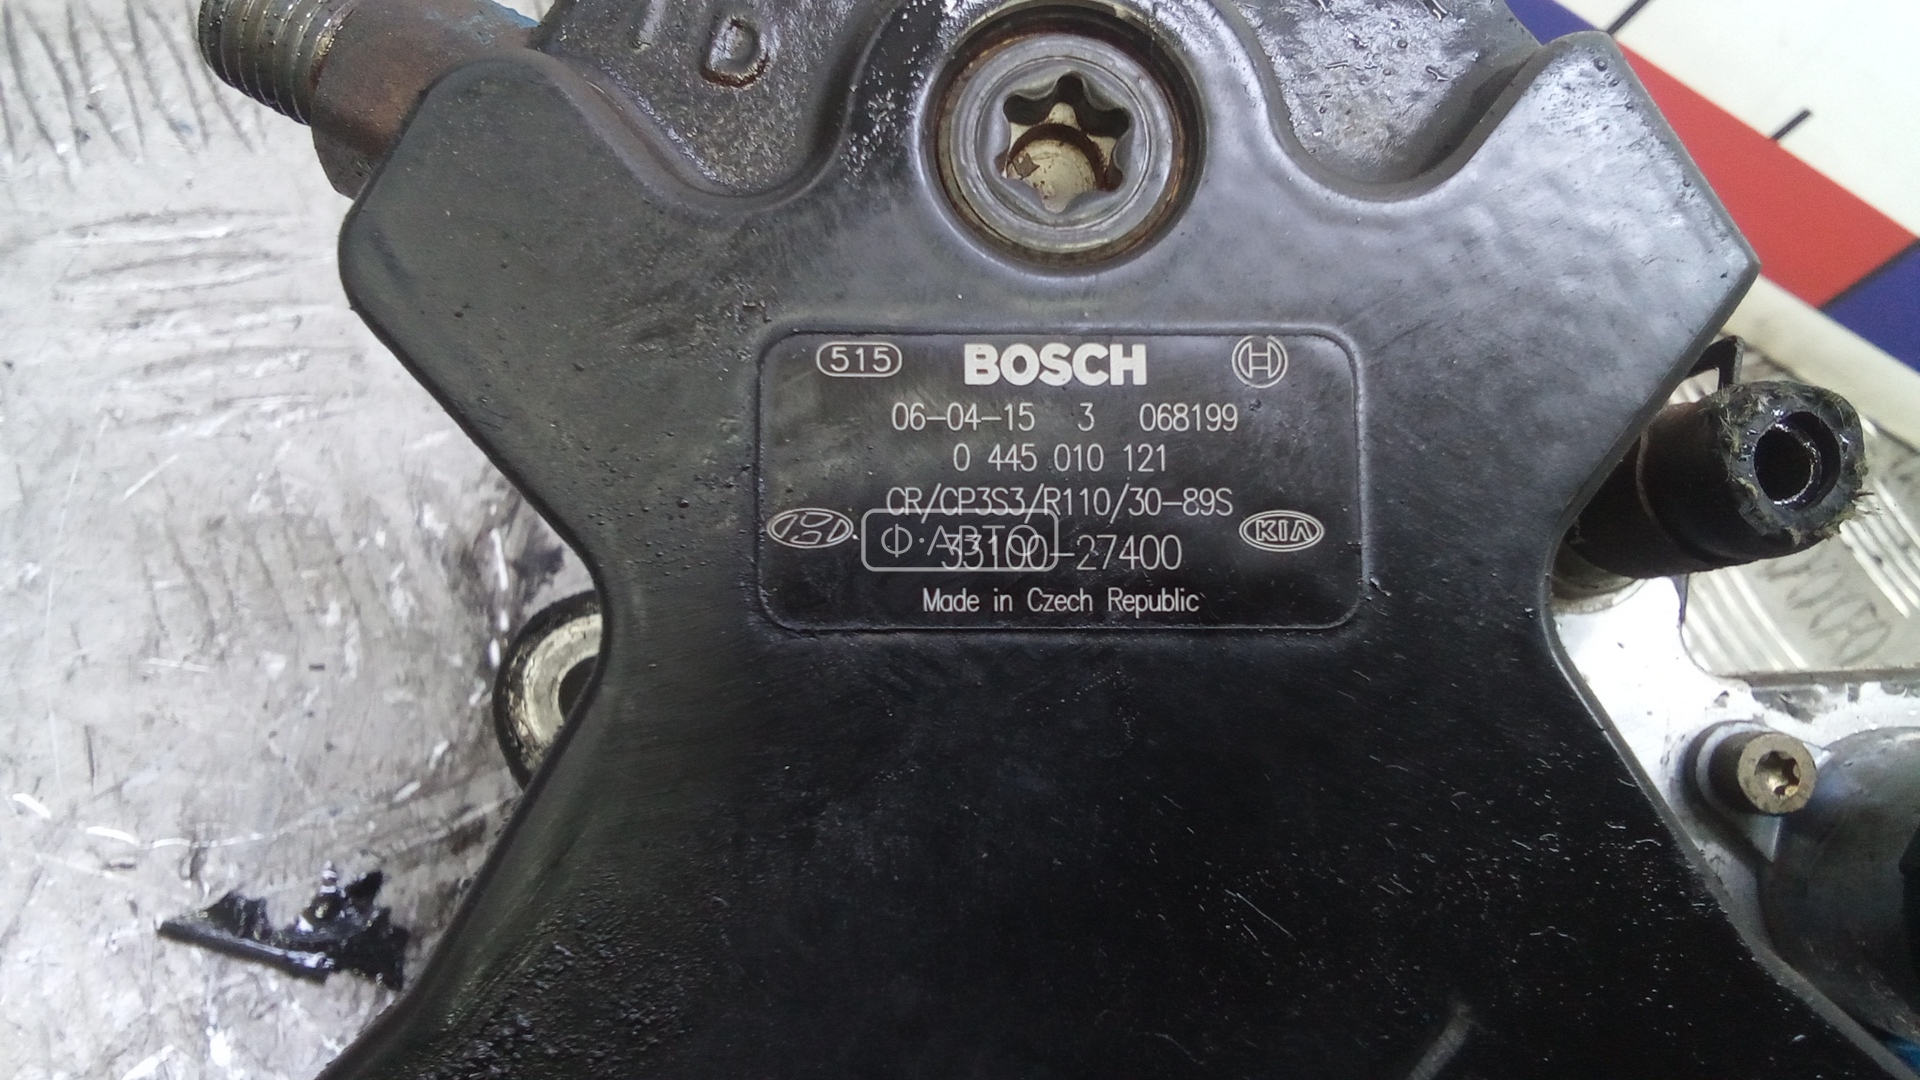 D
515 BOSCH
06-04-15 3 068199
0 445 010 121
CR/CP3S3/R110/30-89S
Ф·АВТО KIA
33100-27400
Made in Czech Republic